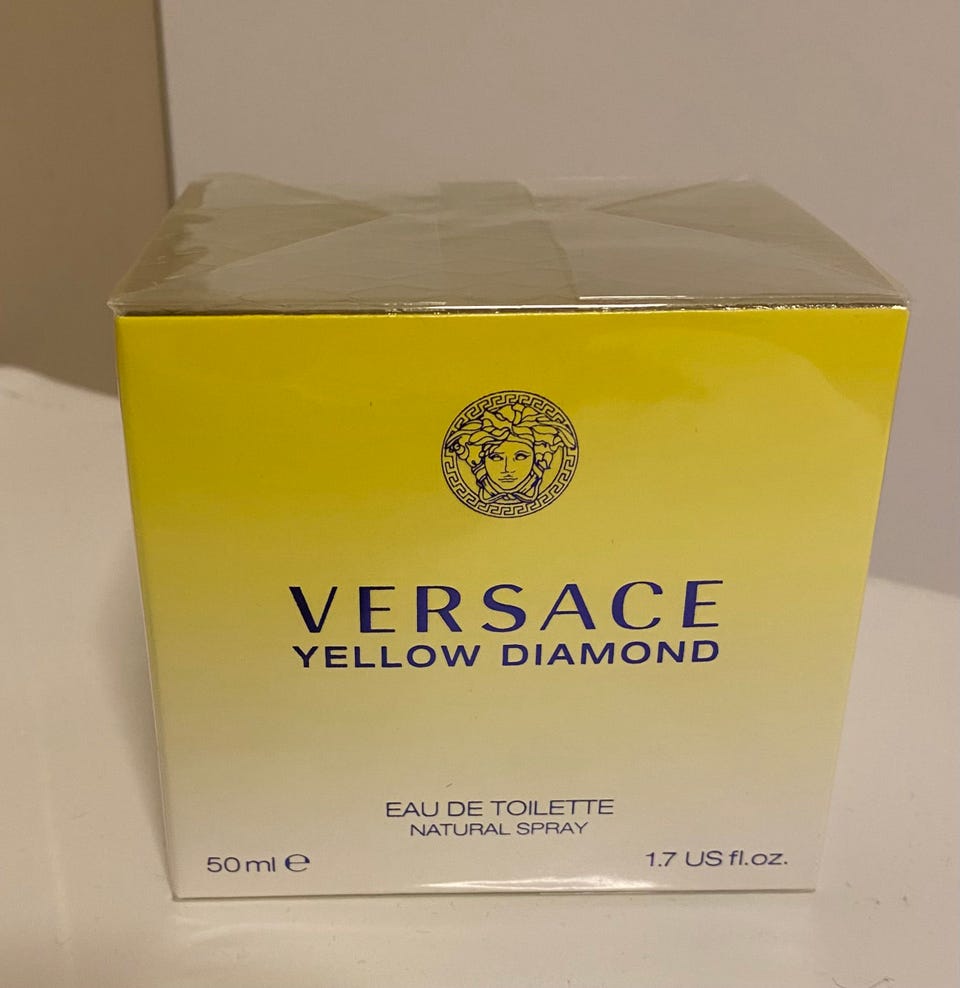 VERSACE
YELLOW DIAMOND
EAU DE TOILETTE
NATURAL SPRAY
50 ml ℮ 1.7 US fl.oz.